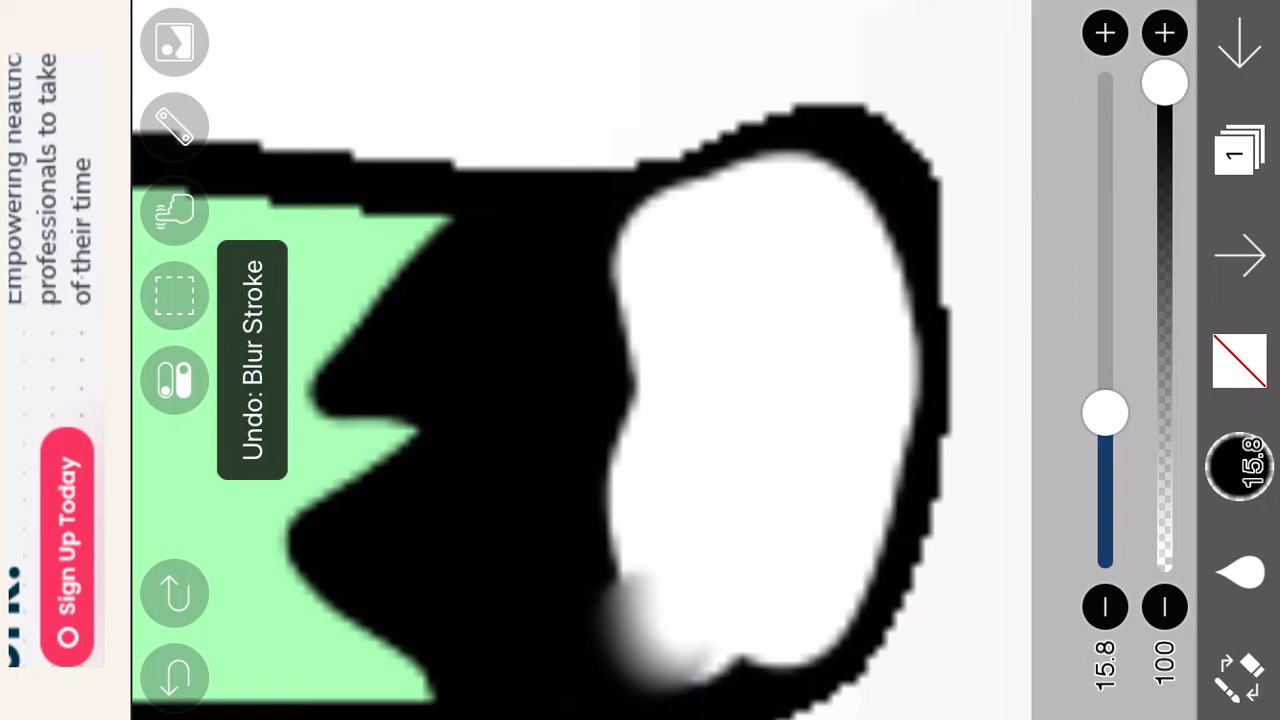 professionals to take
of their time
Sign Up Today
Undo: Blur Stroke
1
15.8
15.8
100